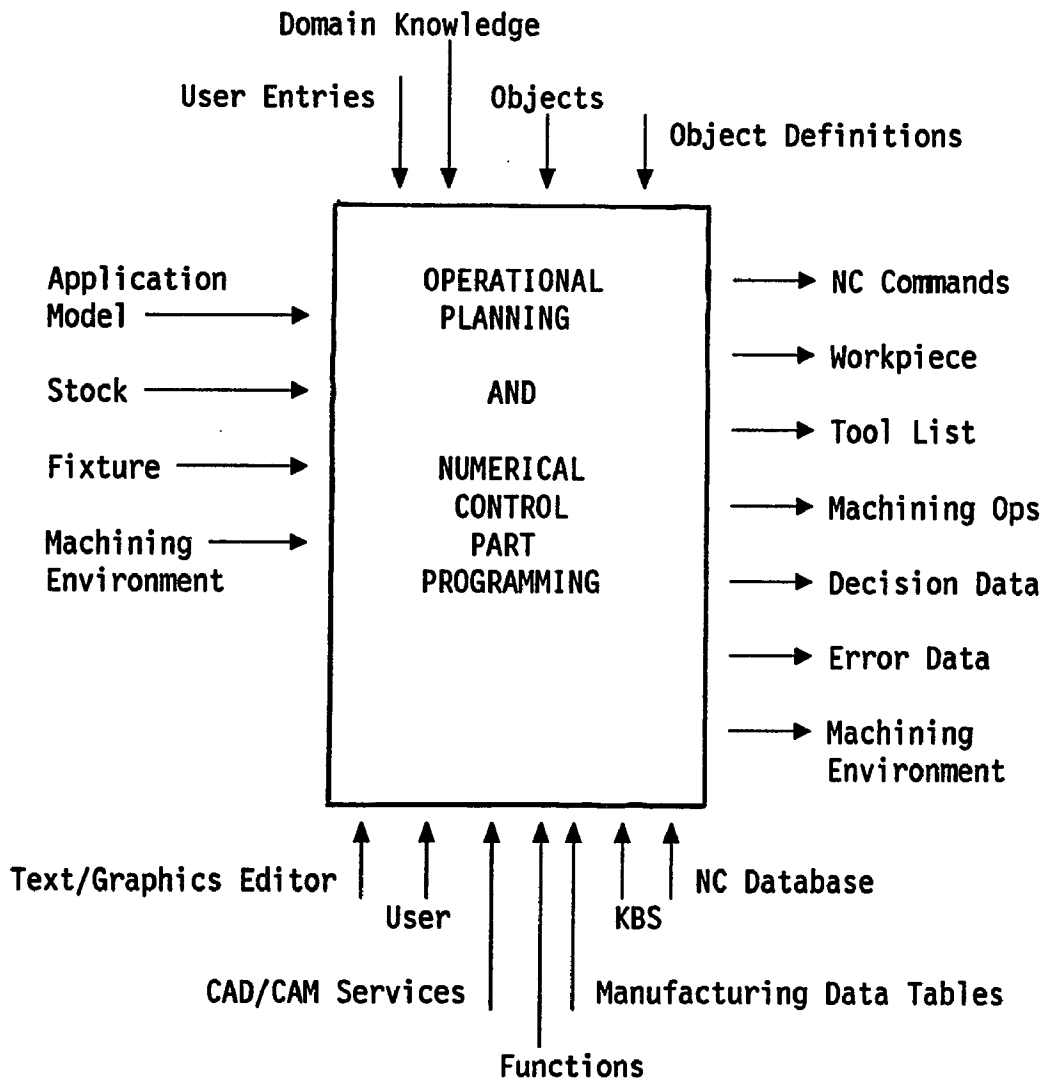 Domain Knowledge
User Entries
Objects
Object Definitions
Application
Model
Stock
Fixture
Machining
Environment
OPERATIONAL
PLANNING
AND
NUMERICAL
CONTROL
PART
PROGRAMMING
NC Commands
Workpiece
Tool List
Machining Ops
Decision Data
Error Data
Machining
Environment
Text/Graphics Editor
User
KBS
NC Database
CAD/CAM Services
Manufacturing Data Tables
Functions